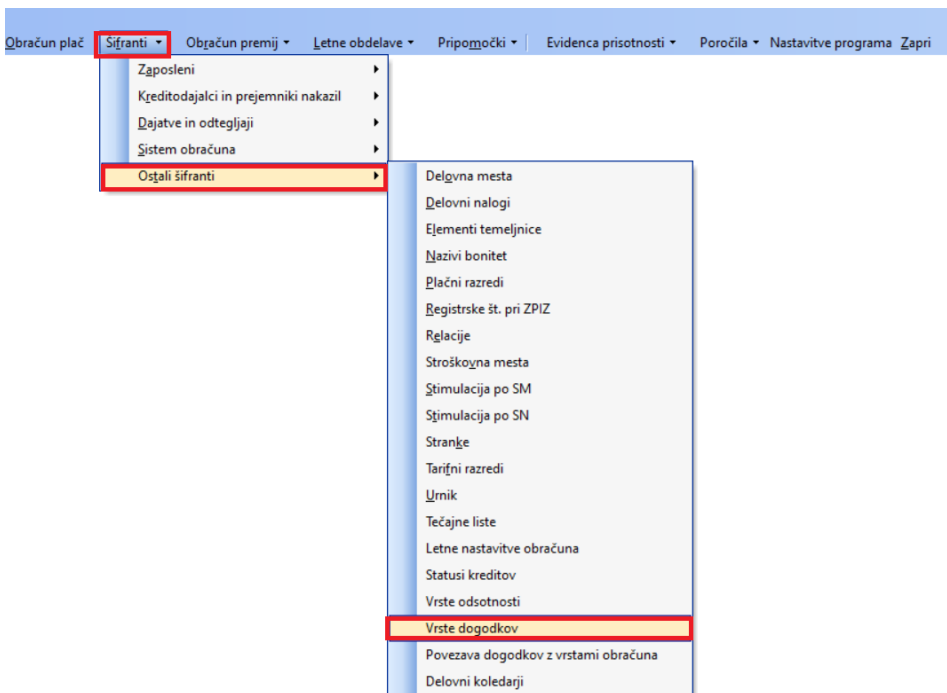 Obračun plač Šifranti Obračun premij Letne obdelave Pripomočki Evidenca prisotnosti Poročila Nastavitve programa Zapri
Zaposleni
Kreditodajalci in prejemniki nakazil
Dajatve in odtegljaji
Sistem obračuna
Ostali šifranti
Delovna mesta
Delovni nalogi
Elementi temeljnice
Nazivi bonitet
Plačni razredi
Registrske št. pri ZPIZ
Relacije
Stroškovna mesta
Stimulacija po SM
Stimulacija po SN
Stranke
Tarifni razredi
Urnik
Tečajne liste
Letne nastavitve obračuna
Statusi kreditov
Vrste odsotnosti
Vrste dogodkov
Povezava dogodkov z vrstami obračuna
Delovni koledarji